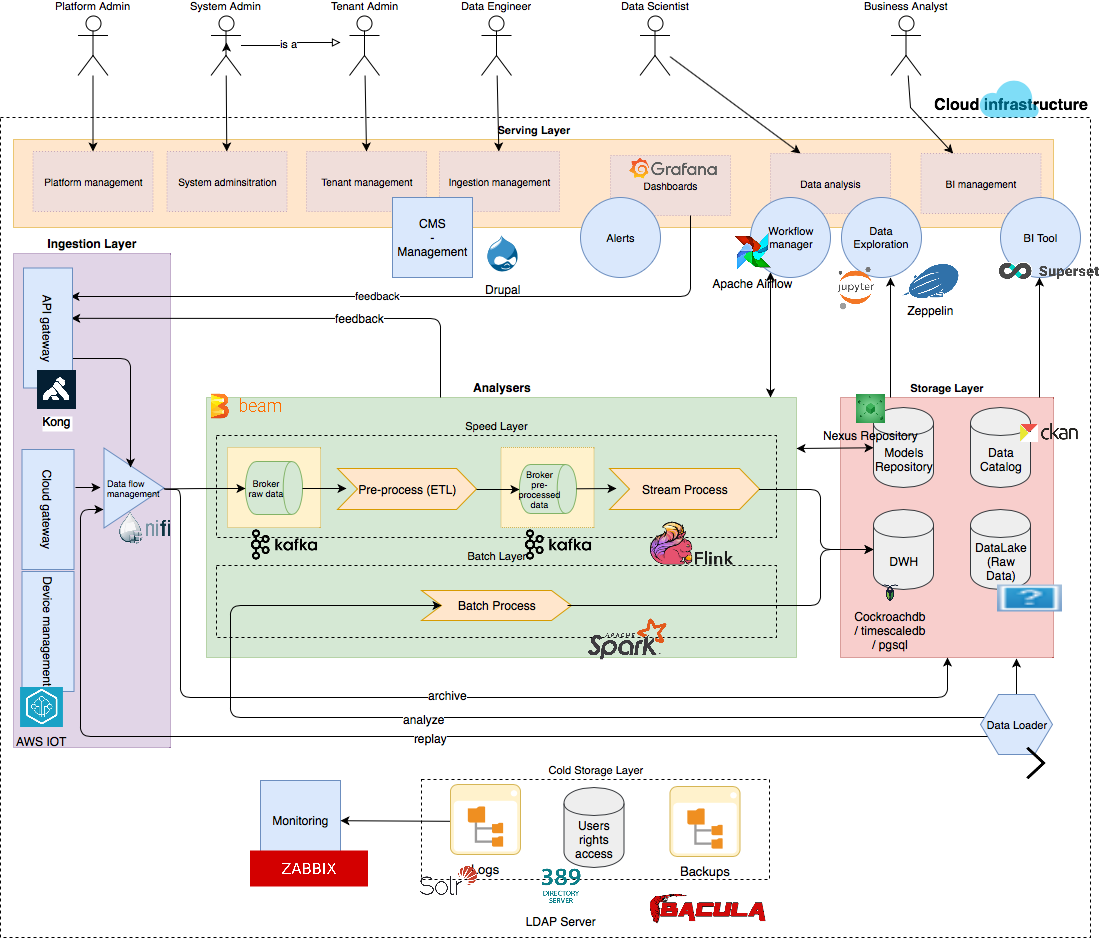 Platform Admin
System Admin
Tenant Admin
Data Engineer
Data Scientist
Business Analyst
is a
Cloud infrastructure
Serving Layer
Platform management
System adminsitration
Tenant management
Ingestion management
Grafana
Dashboards
Data analysis
BI management
CMS
-
Management
Drupal
Alerts
Workflow
manager
Apache Airflow
Data
Exploration
jupyter
Zeppelin
BI Tool
Superset
Ingestion Layer
API gateway
Kong
feedback
feedback
Cloud gateway
Data flow
management
nifi
Device management
AWS IOT
Analysers
beam
Speed Layer
Broker
raw data
kafka
Pre-process (ETL)
Broker
pre-
processed
data
kafka
Stream Process
Flink
Batch Layer
Batch Process
APACHE
Spark
Storage Layer
Nexus Repository
Models
Repository
Data
Catalog
ckan
DWH
Cockroachdb
/ timescaledb
/ pgsql
DataLake
(Raw
Data)
?
archive
analyze
replay
Data Loader
Cold Storage Layer
Monitoring
ZABBIX
Logs
Solr
Users
rights
access
389
DIRECTORY
SERVER
LDAP Server
Backups
BACULA